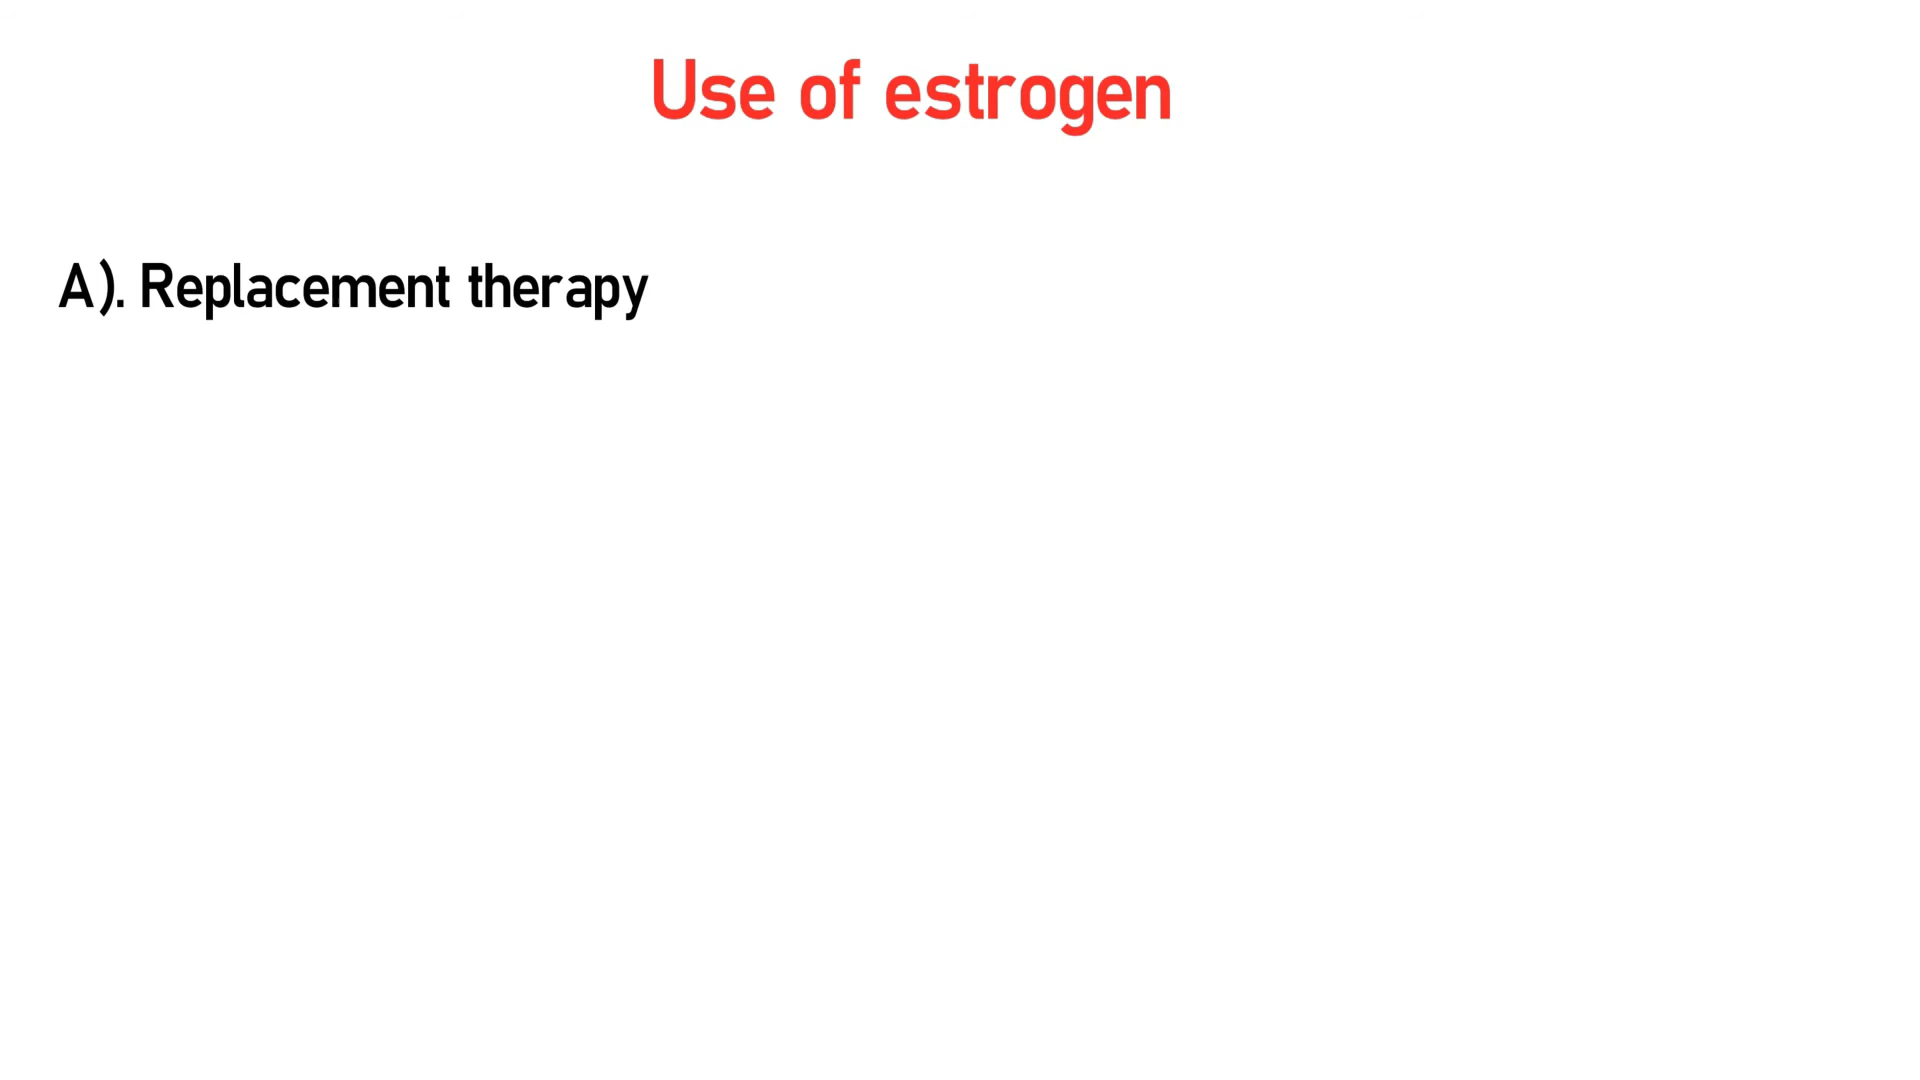 Use of estrogen
A). Replacement therapy